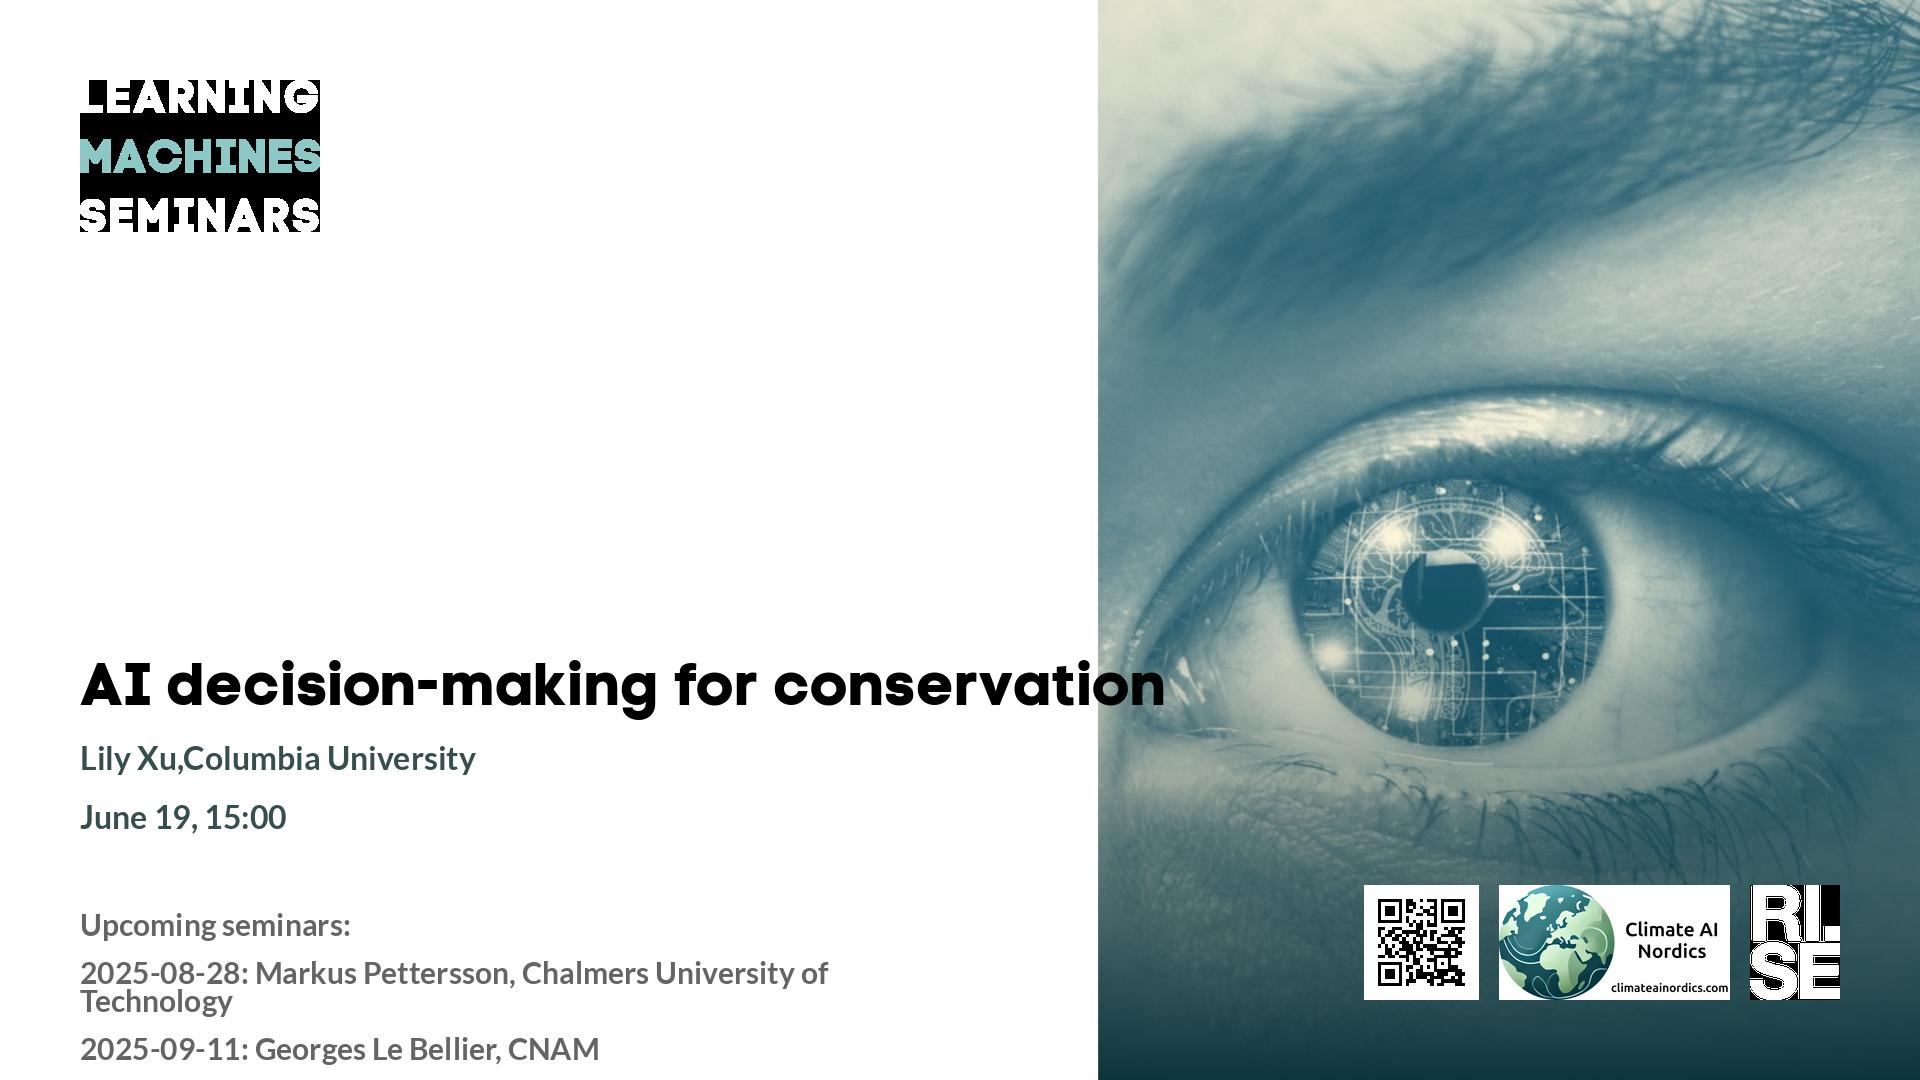 LEARNING
MACHINES
SEMINARS
AI decision-making for conservation
Lily Xu,Columbia University
June 19, 15:00
Upcoming seminars:
2025-08-28: Markus Pettersson, Chalmers University of
Technology
2025-09-11: Georges Le Bellier, CNAM
Climate AI
Nordics
climateainordics.com
RI.
SE